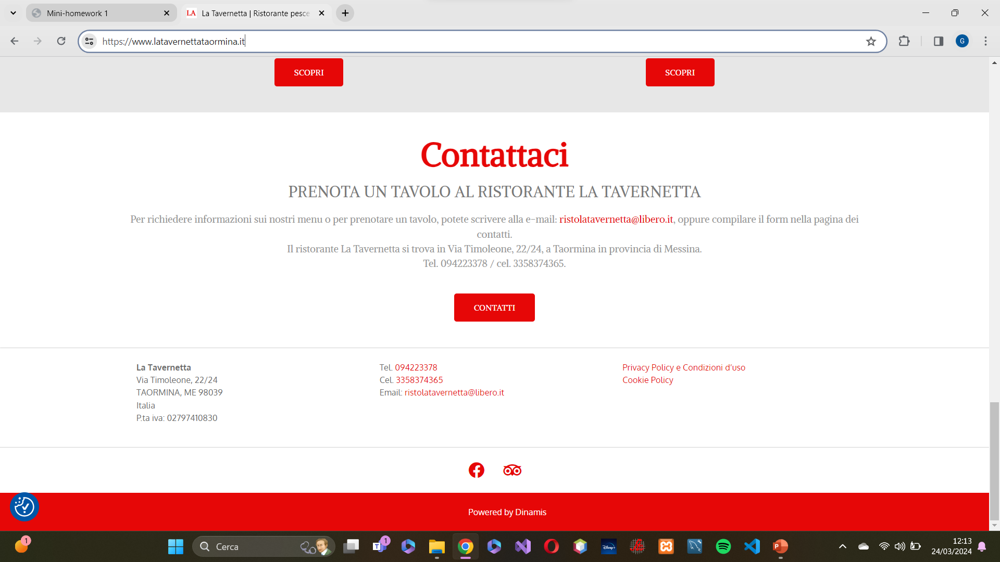 Mini-homework 1
LA La Tavernetta | Ristorante pesce
https://www.latavernettataormina.it
G
SCOPRI
SCOPRI
Contattaci
PRENOTA UN TAVOLO AL RISTORANTE LA TAVERNETTA
Per richiedere informazioni sui nostri menu o per prenotare un tavolo, potete scrivere alla e-mail: ristolatavernetta@libero.it, oppure compilare il form nella pagina dei
contatti.
Il ristorante La Tavernetta si trova in Via Timoleone, 22/24, a Taormina in provincia di Messina.
Tel. 094223378 / cel. 3358374365.
CONTATTI
La Tavernetta
Via Timoleone, 22/24
TAORMINA, ME 98039
Italia
P.ta iva: 02797410830
Tel. 094223378
Cel. 3358374365
Email: ristolatavernetta@libero.it
Privacy Policy e Condizioni d'uso
Cookie Policy
Powered by Dinamis
1
Cerca
T
1
Disney+
P
12:13
24/03/2024